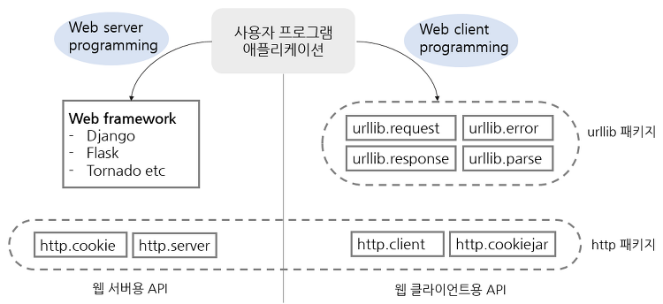 Web server
programming
사용자 프로그램
애플리케이션
Web client
programming
Web framework
- Django
- Flask
- Tornado etc
urllib.request
urllib.error
urllib.response
urllib.parse
urllib 패키지
http.cookie
http.server
http.client
http.cookiejar
http 패키지
웹 서버용 API
웹 클라이언트용 API